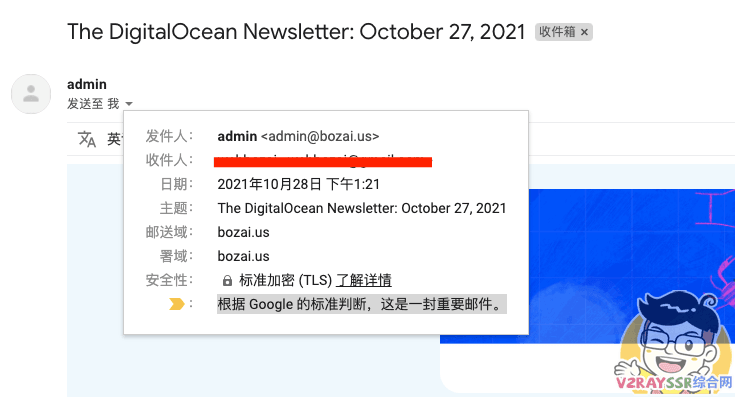 The DigitalOcean Newsletter: October 27, 2021 收件箱 ×
admin
发送至 我
英
发件人： admin <admin@bozai.us>
收件人：
日期： 2021年10月28日 下午1:21
主题： The DigitalOcean Newsletter: October 27, 2021
邮送域： bozai.us
署域： bozai.us
安全性： 标准加密 (TLS) 了解详情
： 根据 Google 的标准判断，这是一封重要邮件。
V2RAYSSR综合网